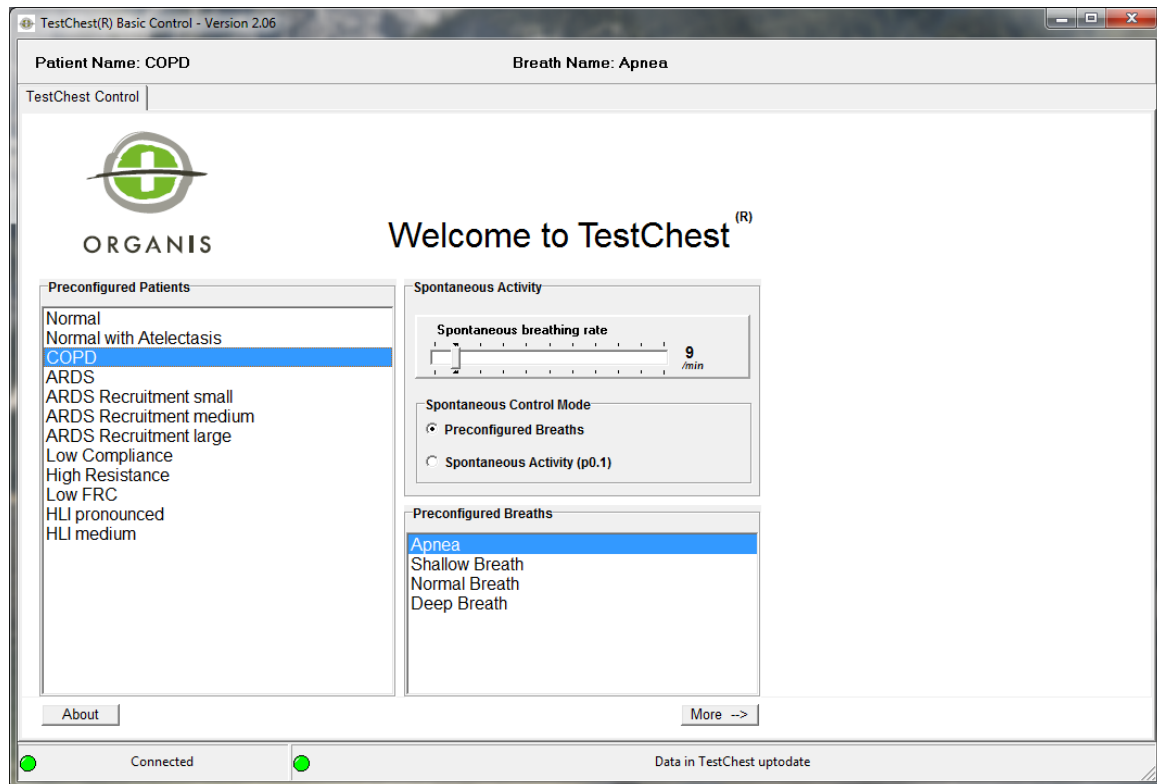 TestChest(R) Basic Control - Version 2.06
Patient Name: COPD
Breath Name: Apnea
TestChest Control
ORGANIS
Welcome to TestChest (R)
Preconfigured Patients
Normal
Normal with Atelectasis
COPD
ARDS
ARDS Recruitment small
ARDS Recruitment medium
ARDS Recruitment large
Low Compliance
High Resistance
Low FRC
HLI pronounced
HLI medium
Spontaneous Activity
Spontaneous breathing rate
9
/min
Spontaneous Control Mode
Preconfigured Breaths
Spontaneous Activity (p0.1)
Preconfigured Breaths
Apnea
Shallow Breath
Normal Breath
Deep Breath
About
More -->
Connected
Data in TestChest uptodate